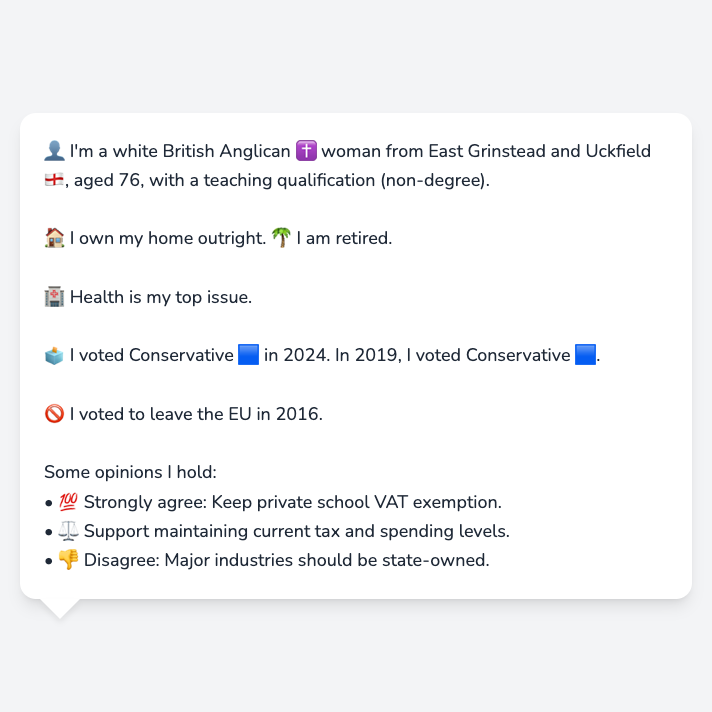 👤 I'm a white British Anglican ✝️ woman from East Grinstead and Uckfield
🏴󠁧󠁢󠁥󠁮󠁧󠁿, aged 76, with a teaching qualification (non-degree).
🏠 I own my home outright. 🌴 I am retired.
🏥 Health is my top issue.
🗳️ I voted Conservative 🟦 in 2024. In 2019, I voted Conservative 🟦.
🚫 I voted to leave the EU in 2016.
Some opinions I hold:
• 💯 Strongly agree: Keep private school VAT exemption.
• ⚖️ Support maintaining current tax and spending levels.
• 👎 Disagree: Major industries should be state-owned.